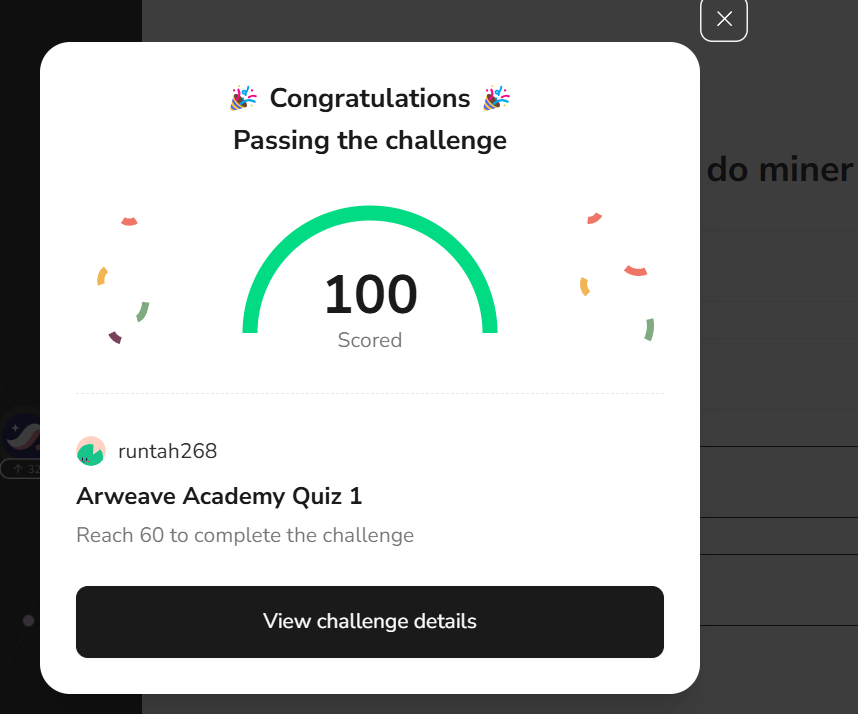 🎉 Congratulations 🎉
Passing the challenge
do miner
100
Scored
runtah268
32
Arweave Academy Quiz 1
Reach 60 to complete the challenge
View challenge details